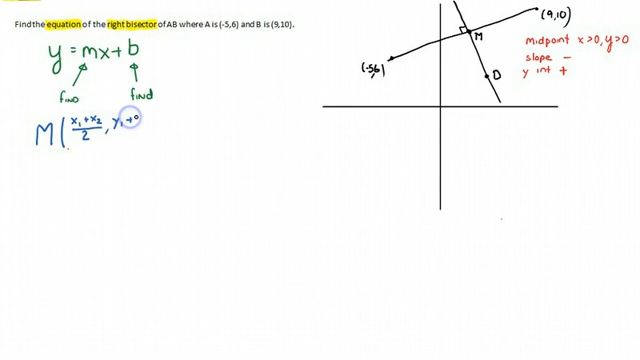 Find the equation of the right bisector of AB where A is (-5,6) and B is (9,10).
y = mx + b
find
find
M( x₁+x₂ / 2 , y₁+
(9,10)
M
(-5,6)
D
midpoint x>0, y>0
slope –
y int +